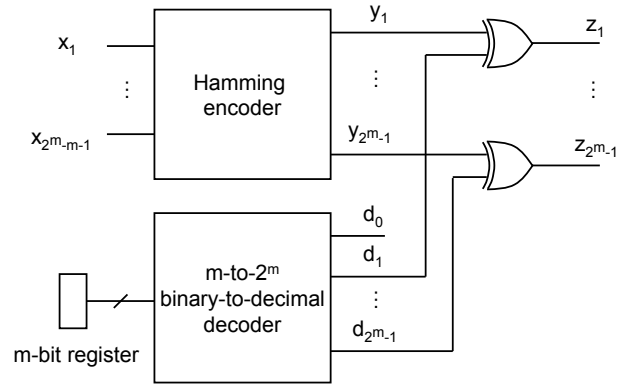 x₁
⋮
x₂ᵐ₋ₘ₋₁
Hamming
encoder
y₁
⋮
y₂ᵐ₋₁
z₁
⋮
z₂ᵐ₋₁
m-bit register
m-to-2ᵐ
binary-to-decimal
decoder
d₀
d₁
⋮
d₂ᵐ₋₁